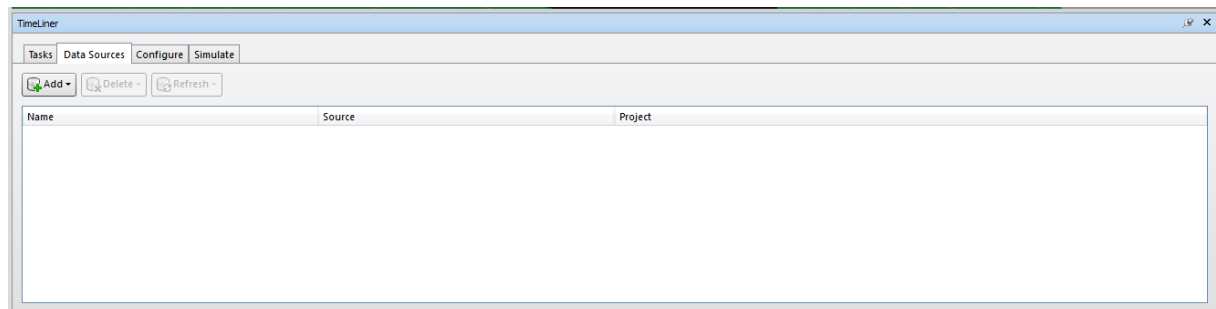 TimeLiner
Tasks Data Sources Configure Simulate
Add Delete Refresh
Name Source Project